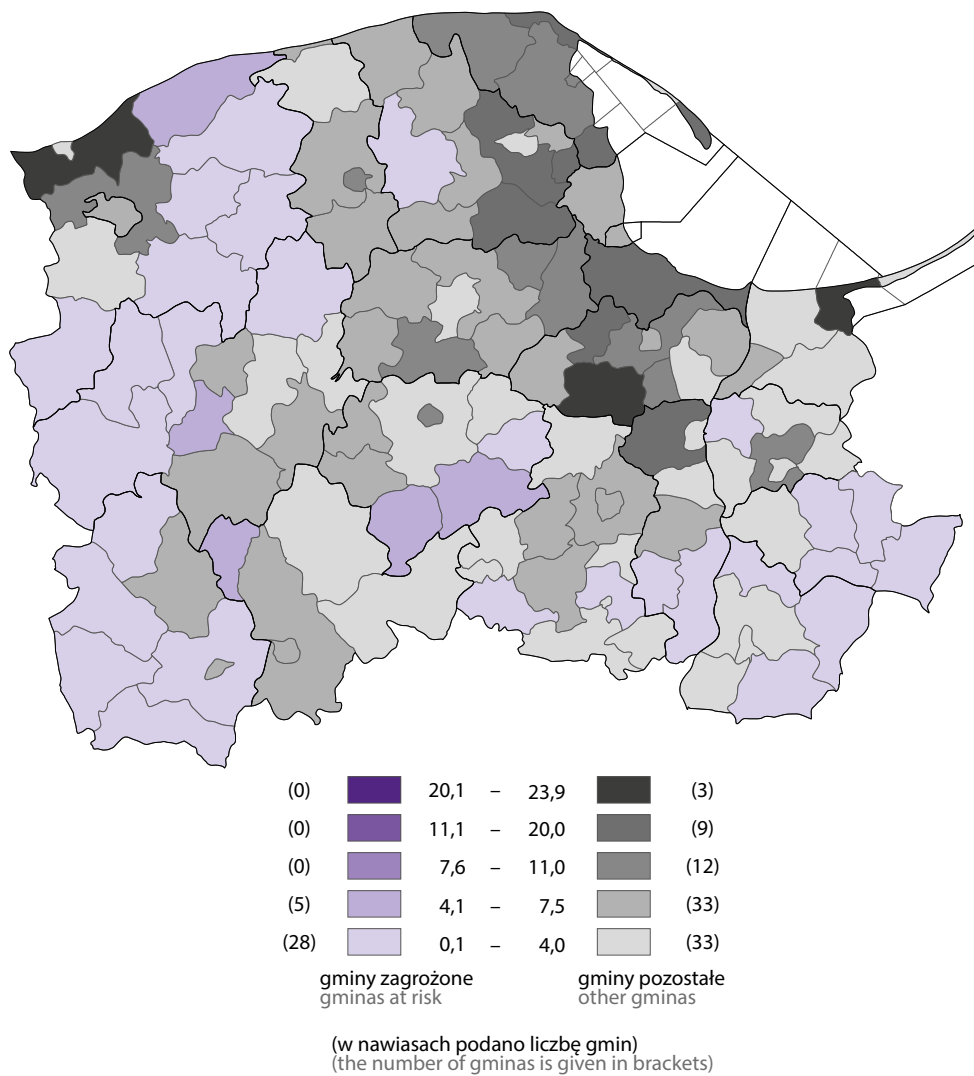 (0) 20,1 – 23,9 (3)
(0) 11,1 – 20,0 (9)
(0) 7,6 – 11,0 (12)
(5) 4,1 – 7,5 (33)
(28) 0,1 – 4,0 (33)
gminy zagrożone gminy pozostałe
gminas at risk other gminas
(w nawiasach podano liczbę gmin)
(the number of gminas is given in brackets)